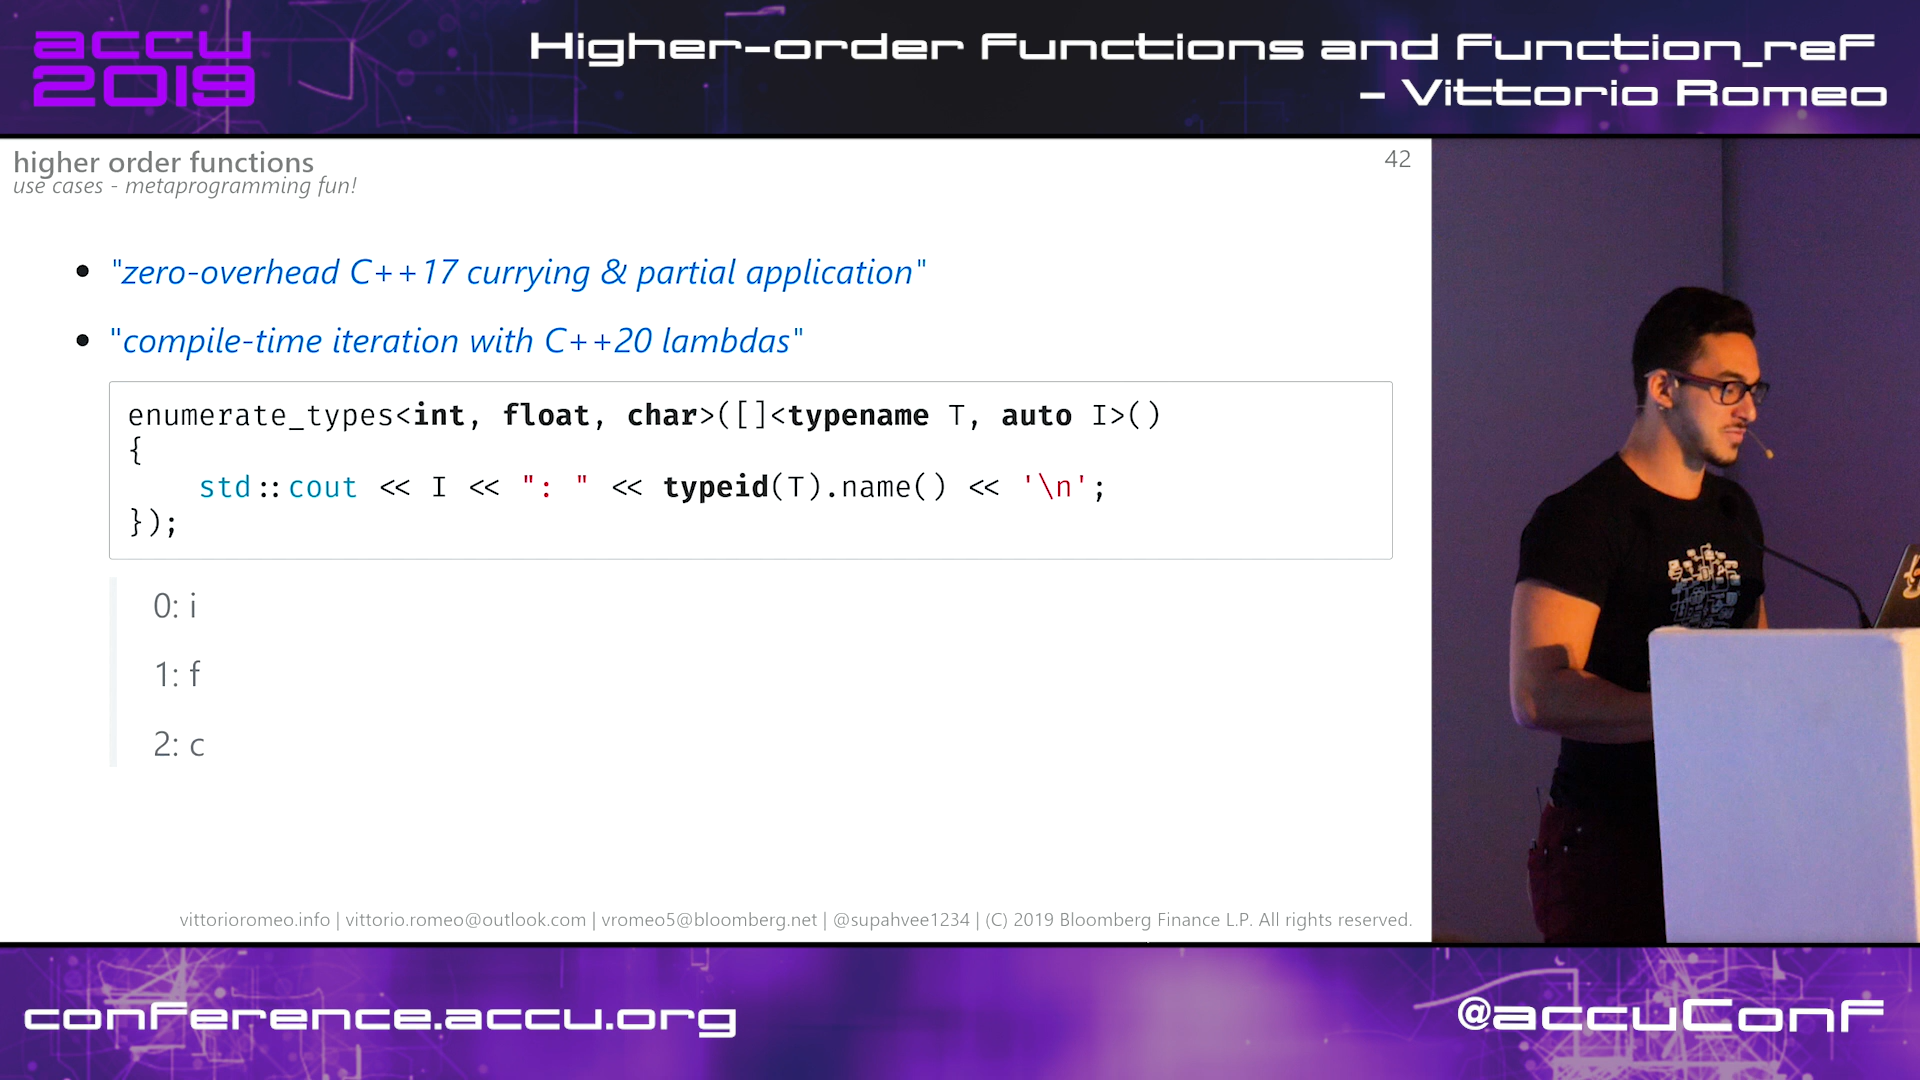 accu
2019
Higher-order Functions and Function_ref
- Vittorio Romeo
higher order functions
use cases - metaprogramming fun!
42
• "zero-overhead C++17 currying & partial application"
• "compile-time iteration with C++20 lambdas"
enumerate_types<int, float, char>([]<typename T, auto I>()
{
    std::cout << I << ": " << typeid(T).name() << '\n';
});
0: i
1: f
2: c
vittorioromeo.info | vittorio.romeo@outlook.com | vromeo5@bloomberg.net | @supahvee1234 | (C) 2019 Bloomberg Finance L.P. All rights reserved.
conference.accu.org
@accuConf